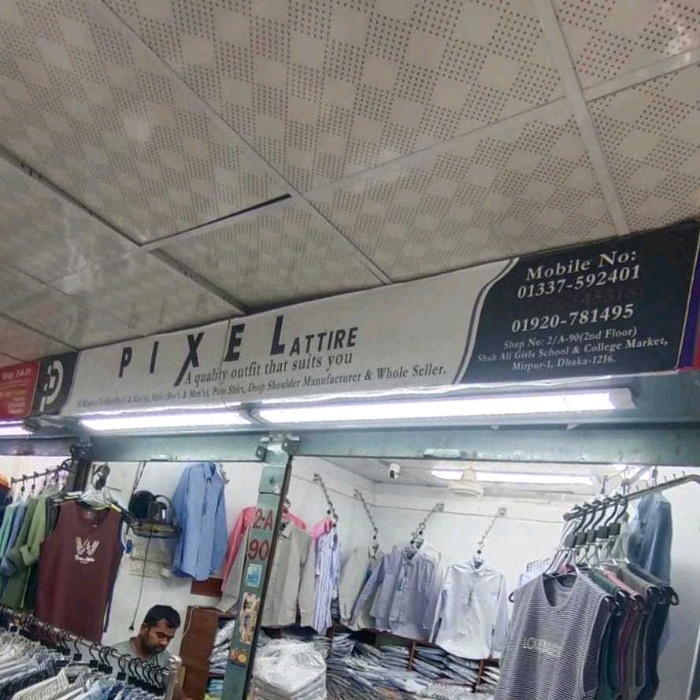 PIXEL ATTIRE
A quality outfit that suits you
(Boy's & Men's), Polo Shirt, Drop Shoulder Manufacturer & Whole Seller.
Mobile No:
01337-592401
01920-781495
Shop No: 2/A-90(2nd Floor)
Shah Ali Girls School & College Market,
Mirpur-1, Dhaka-1216.
2-A
90
W